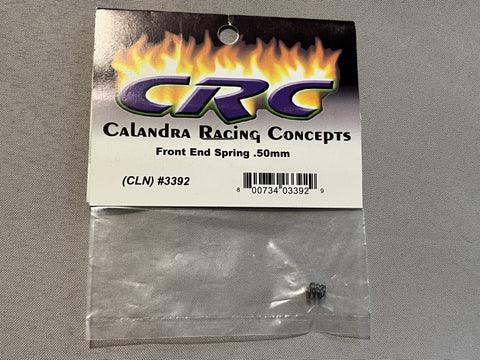 CRC
Calandra Racing Concepts
Front End Spring .50mm
(CLN) #3392
8 00734 03392 9